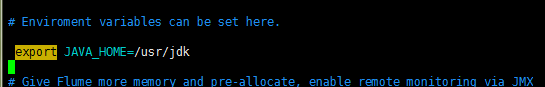 # Enviroment variables can be set here.
export JAVA_HOME=/usr/jdk
# Give Flume more memory and pre-allocate, enable remote monitoring via JMX